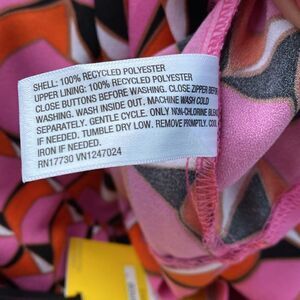 SHELL: 100% RECYCLED POLYESTER
UPPER LINING: 100% RECYCLED POLYESTER
CLOSE BUTTONS BEFORE WASHING. CLOSE ZIPPER BEFORE
WASHING. WASH INSIDE OUT. MACHINE WASH COLD
SEPARATELY. GENTLE CYCLE. ONLY NON-CHLORINE BLEACH
IF NEEDED. TUMBLE DRY LOW. REMOVE PROMPTLY. COOL
IRON IF NEEDED.
RN17730 VN1247024